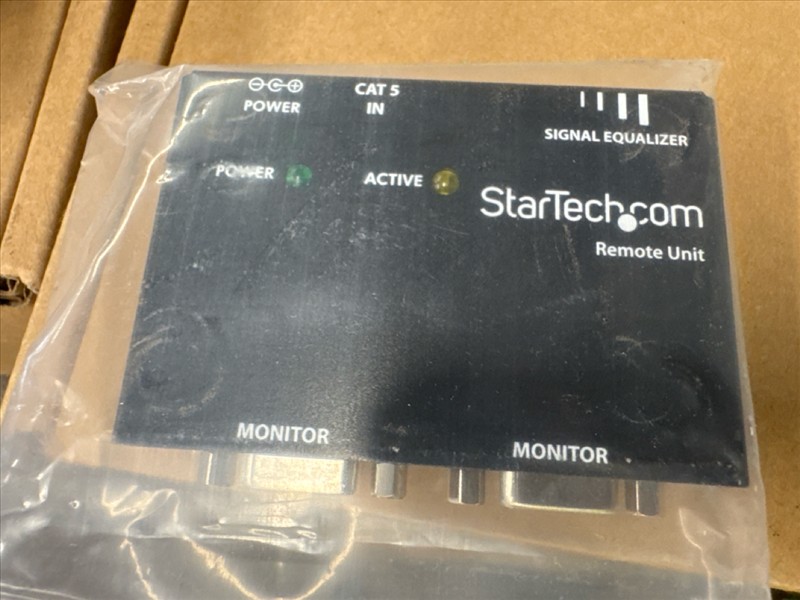 POWER
CAT 5
IN
SIGNAL EQUALIZER
POWER
ACTIVE
StarTech.com
Remote Unit
MONITOR
MONITOR